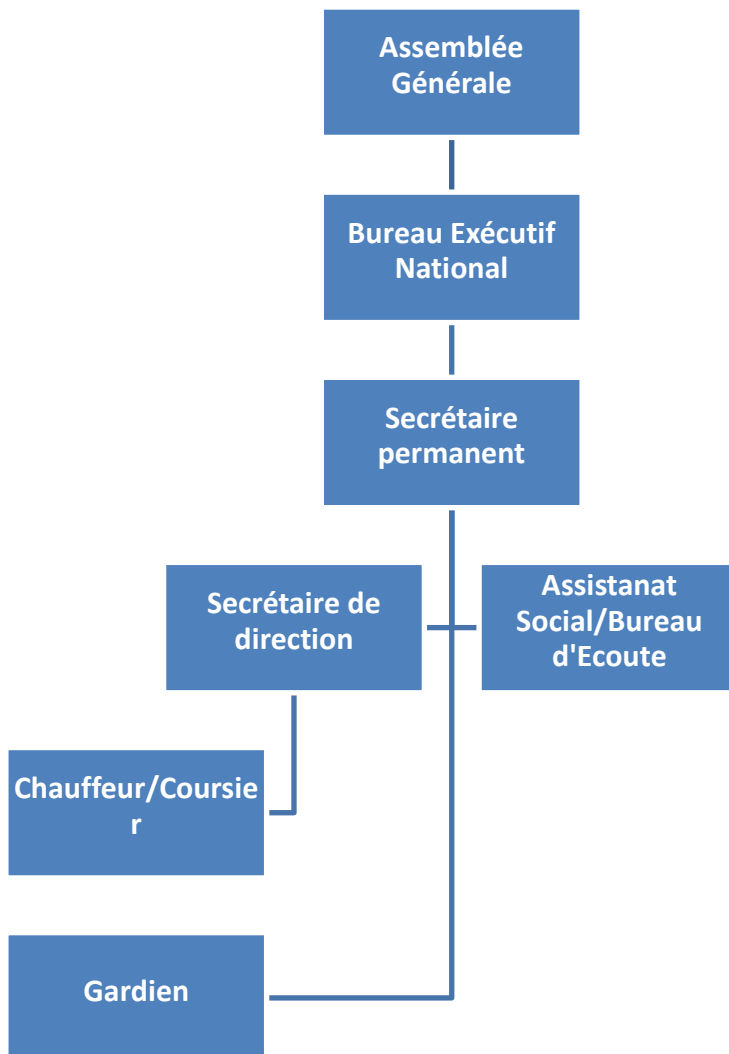 Assemblée
Générale
Bureau Exécutif
National
Secrétaire
permanent
Secrétaire de
direction
Assistanat
Social/Bureau
d'Ecoute
Chauffeur/Coursie
r
Gardien